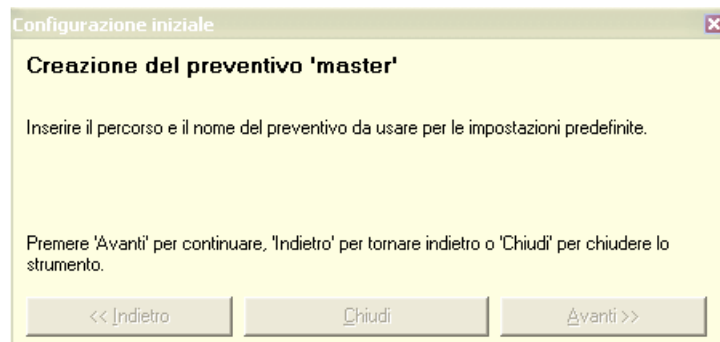 Configurazione iniziale
Creazione del preventivo 'master'
Inserire il percorso e il nome del preventivo da usare per le impostazioni predefinite.
Premere 'Avanti' per continuare, 'Indietro' per tornare indietro o 'Chiudi' per chiudere lo
strumento.
<< Indietro
Chiudi
Avanti >>